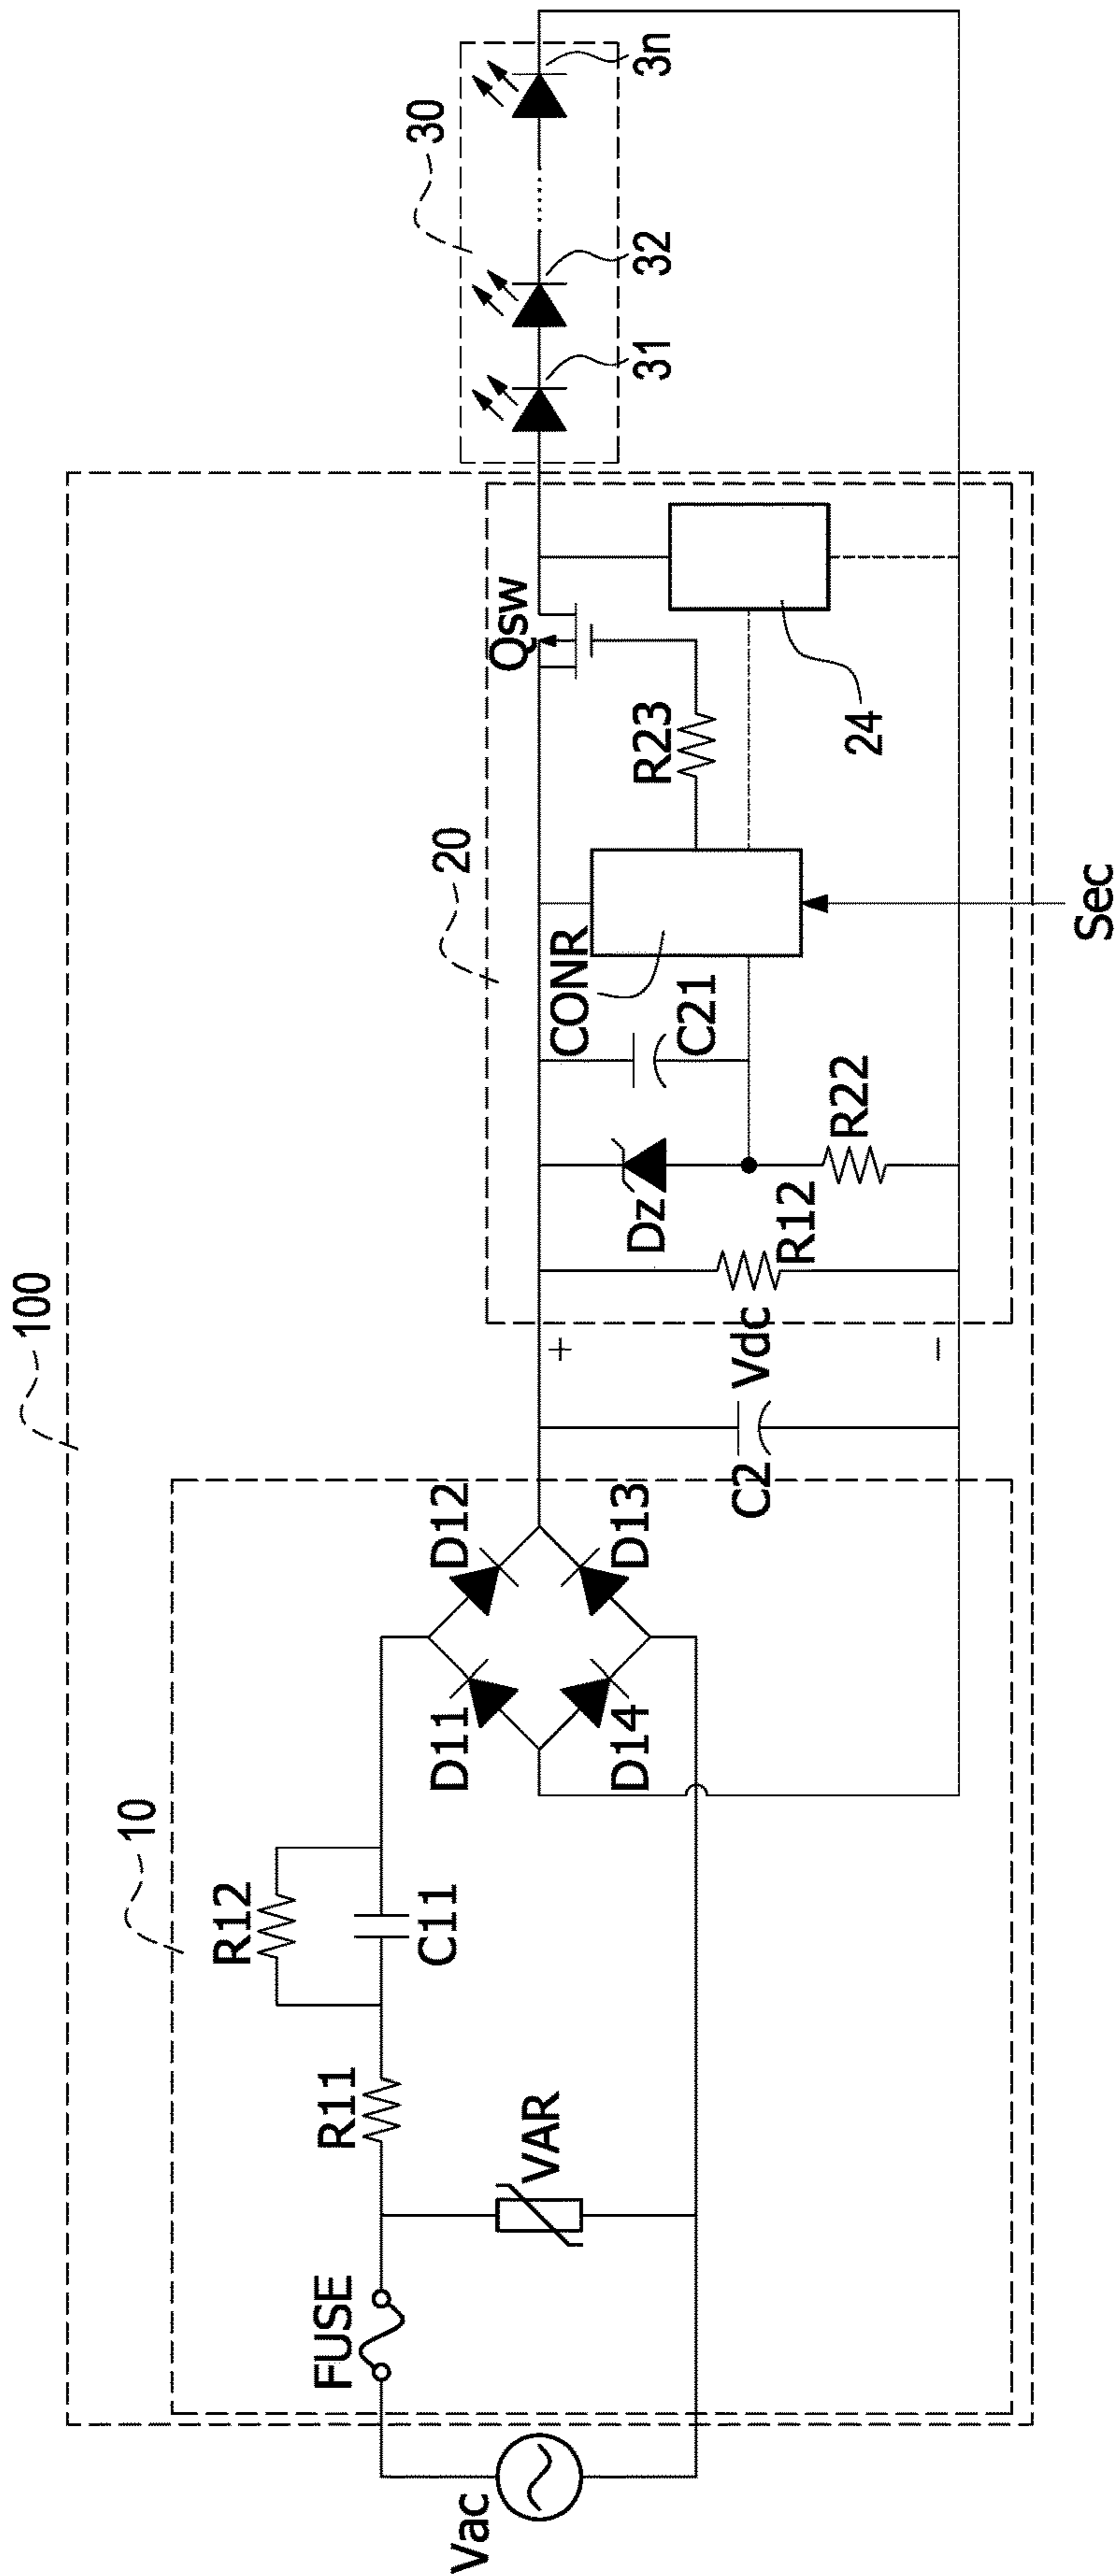 100
10
20
30
R12
FUSE
R11
C11
D11
D12
D14
D13
Vac
VAR
C2
+
Vdc
−
R12
Dz
R22
CONR
C21
R23
Qsw
24
Sec
31
32
3n